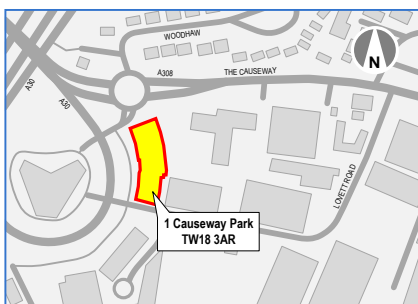 WOODHAW
A308
THE CAUSEWAY
A30
A30
N
LOVETT ROAD
1 Causeway Park
TW18 3AR